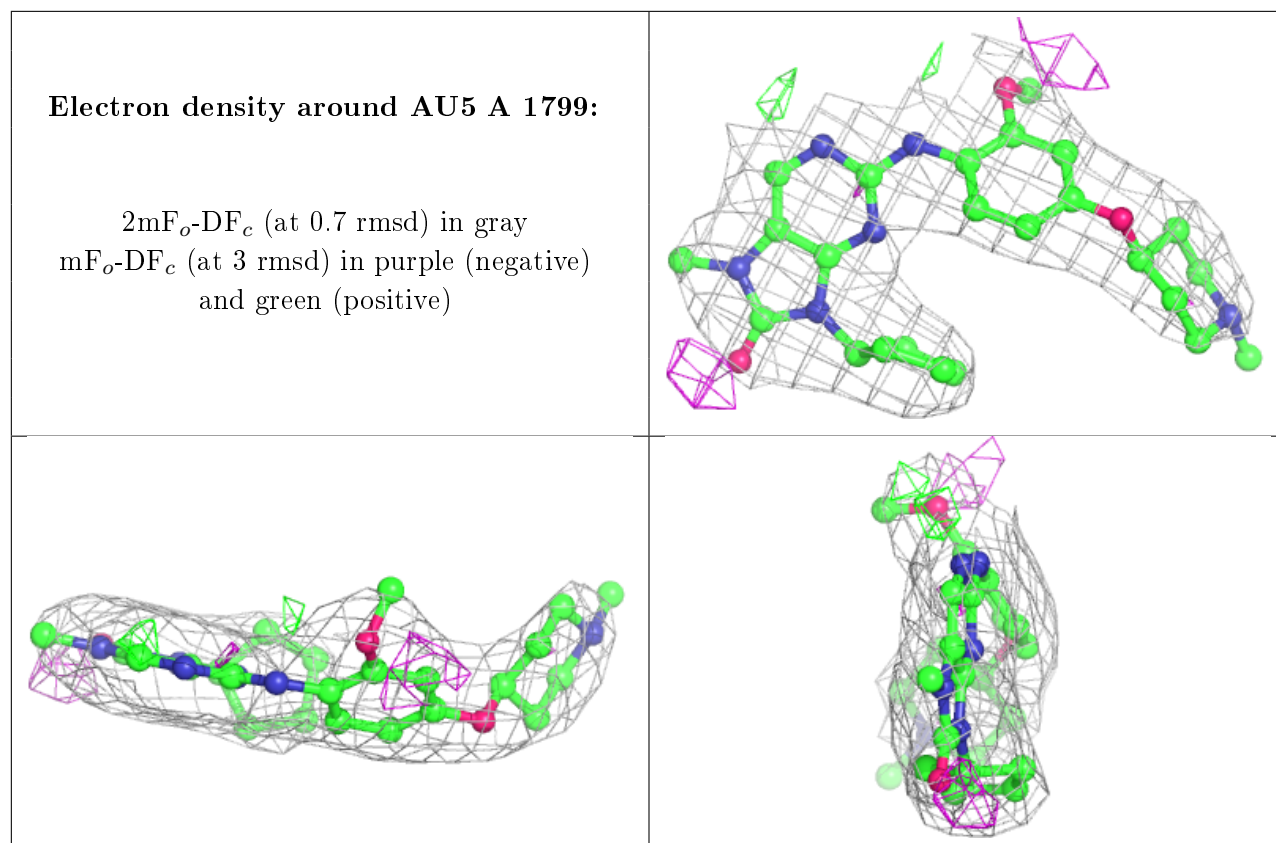 Electron density around AU5 A 1799:
2mFₒ-DF𝒸 (at 0.7 rmsd) in gray
mFₒ-DF𝒸 (at 3 rmsd) in purple (negative)
and green (positive)